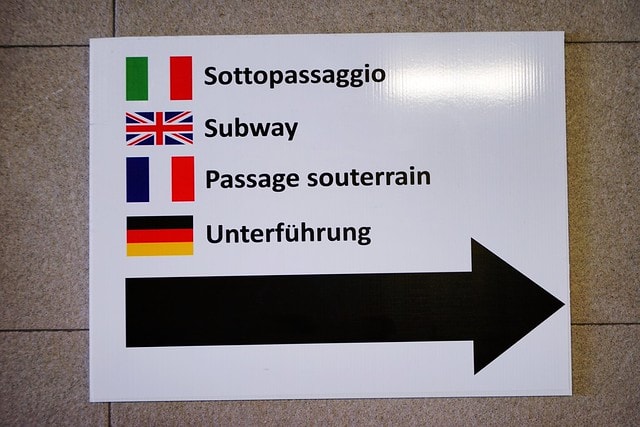 Sottopassaggio
Subway
Passage souterrain
Unterführung